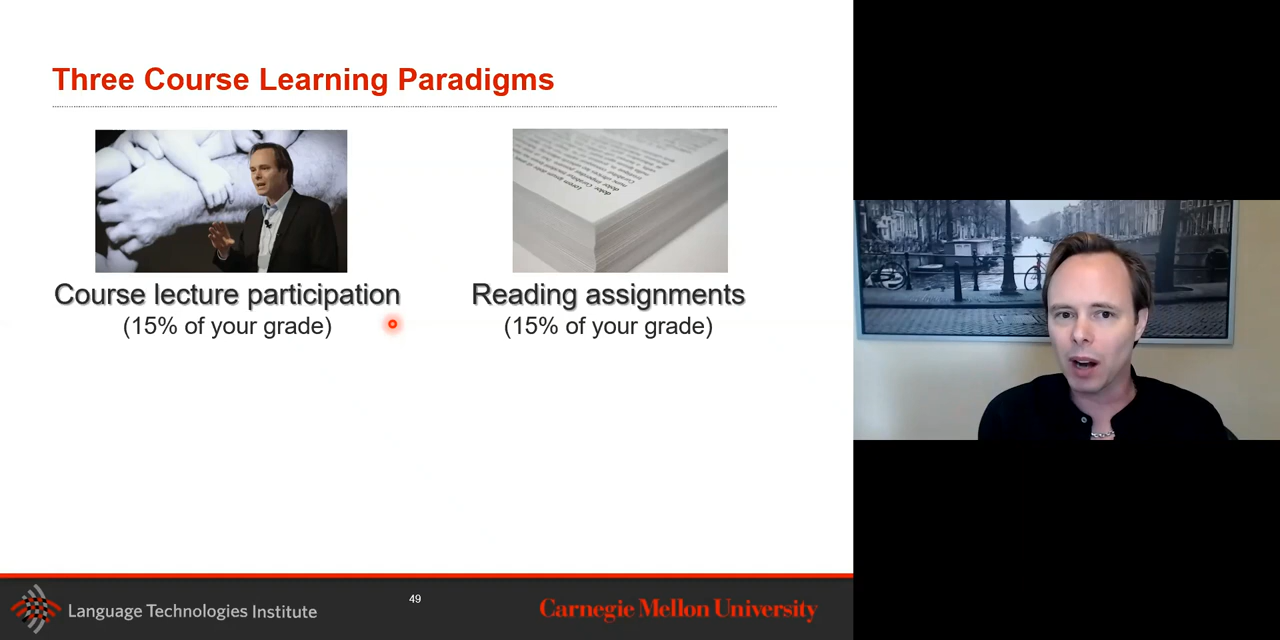 Three Course Learning Paradigms
Course lecture participation
(15% of your grade)
Reading assignments
(15% of your grade)
Language Technologies Institute
49
Carnegie Mellon University